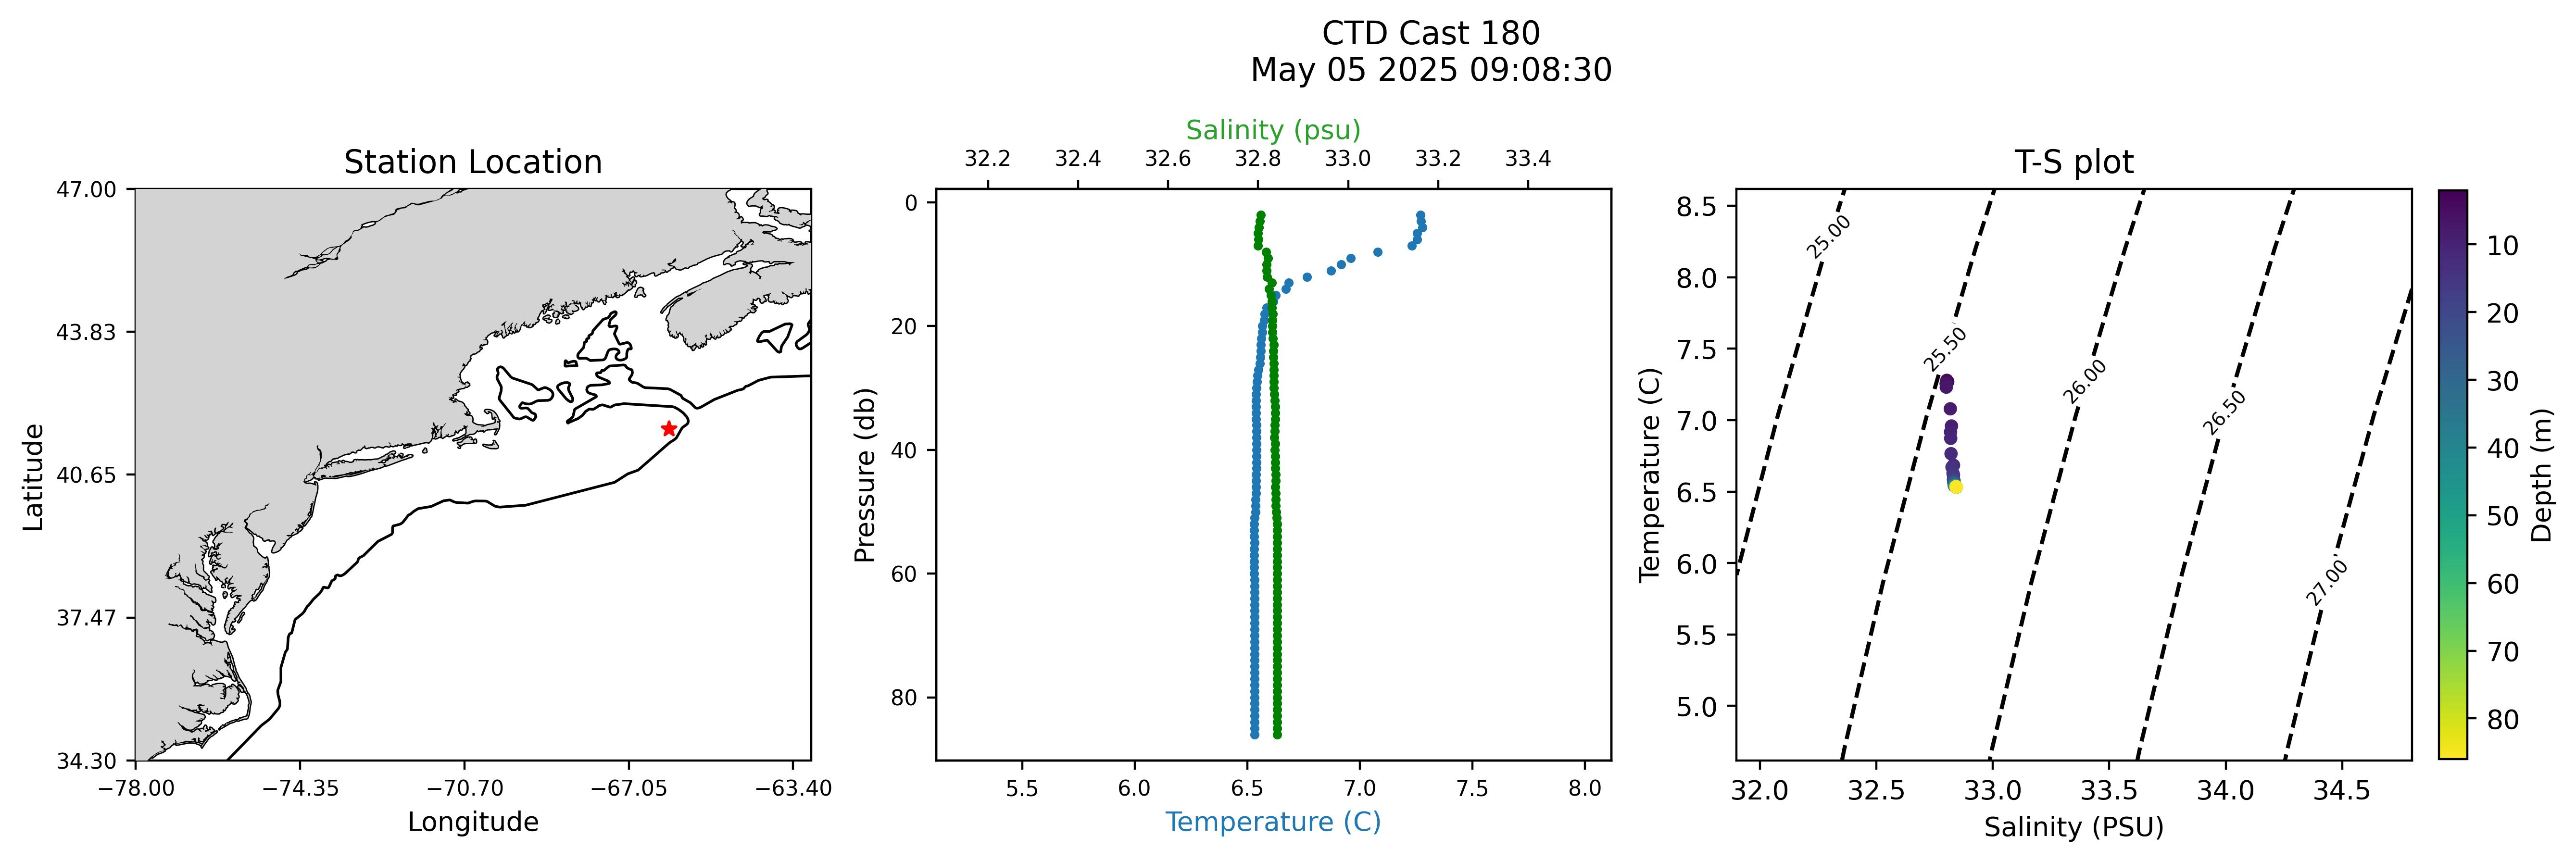 CTD Cast 180
May 05 2025 09:08:30
Station Location
47.00
43.83
40.65
37.47
34.30
Latitude
−78.00 −74.35 −70.70 −67.05 −63.40
Longitude
Salinity (psu)
32.2 32.4 32.6 32.8 33.0 33.2 33.4
0
20
40
60
80
Pressure (db)
5.5 6.0 6.5 7.0 7.5 8.0
Temperature (C)
T-S plot
8.5
8.0
7.5
7.0
6.5
6.0
5.5
5.0
Temperature (C)
25.00
25.50
26.00
26.50
27.00
32.0 32.5 33.0 33.5 34.0 34.5
Salinity (PSU)
10
20
30
40
50
60
70
80
Depth (m)